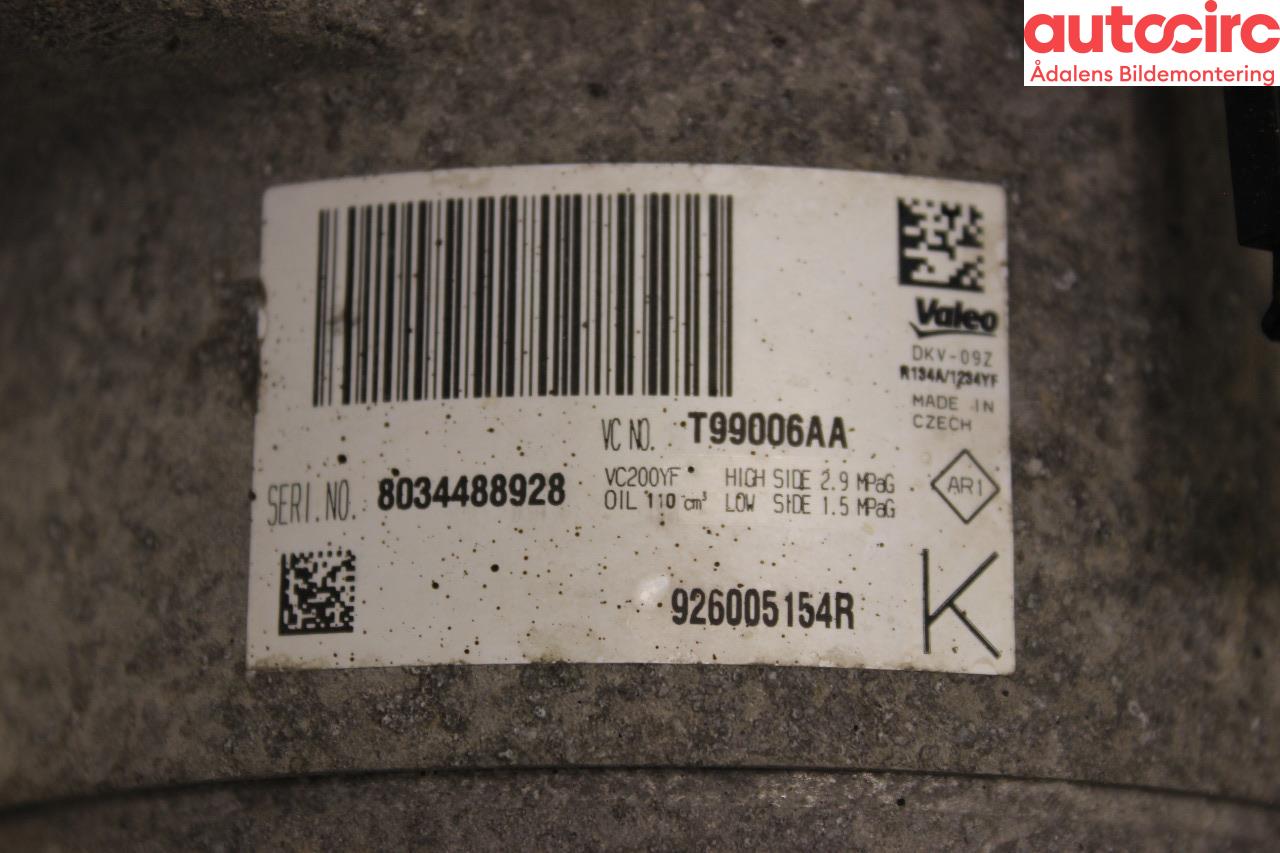 autocirc
Ådalens Bildemontering
Valeo
DKV-09Z
R134A/1234YF
MADE IN
CZECH
VC NO. T99006AA
SERI.NO. 8034488928
VC200YF HIGH SIDE 2.9 MPaG
OIL 110 cm³ LOW SIDE 1.5 MPaG
AR1
926005154R
K